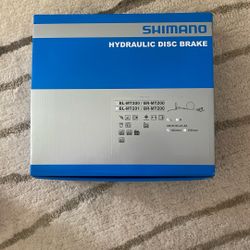 SHIMANO
HYDRAULIC DISC BRAKE
BL-MT200 / BR-MT200
BL-MT201 / BR-MT200